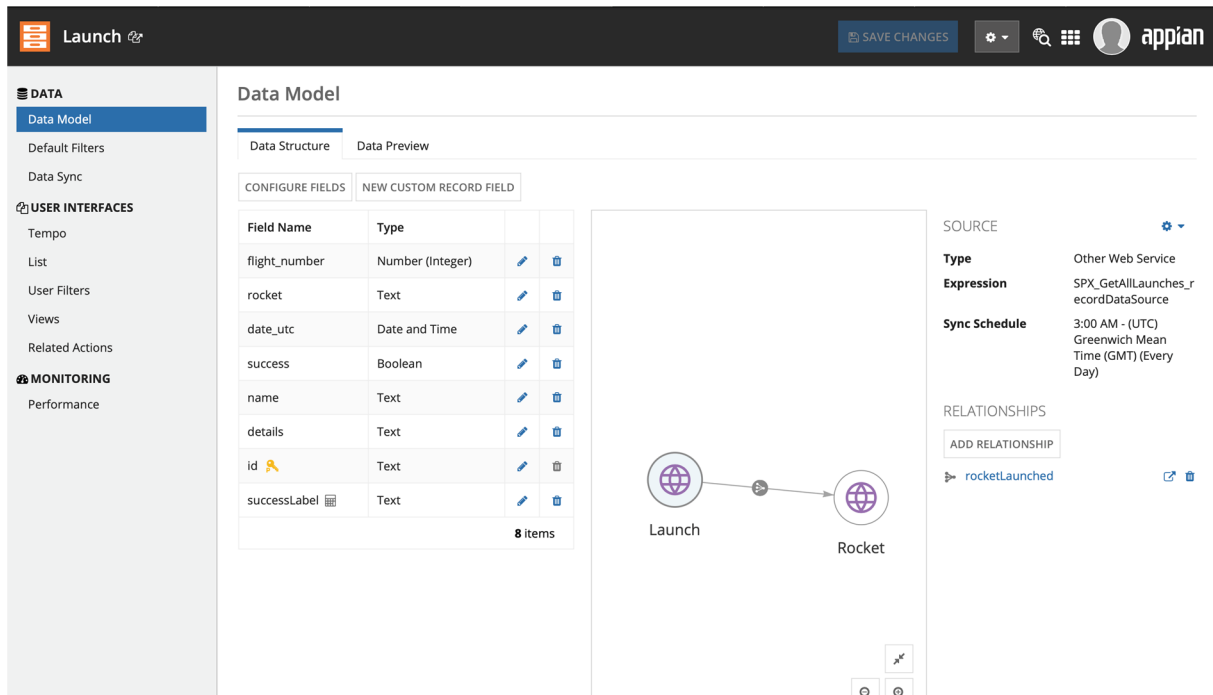 Launch
SAVE CHANGES
appian
DATA
Data Model
Default Filters
Data Sync
USER INTERFACES
Tempo
List
User Filters
Views
Related Actions
MONITORING
Performance
Data Model
Data Structure Data Preview
CONFIGURE FIELDS NEW CUSTOM RECORD FIELD
Field Name Type
flight_number Number (Integer)
rocket Text
date_utc Date and Time
success Boolean
name Text
details Text
id Text
successLabel Text
8 items
Launch
Rocket
SOURCE
Type Other Web Service
Expression SPX_GetAllLaunches_r
ecordDataSource
Sync Schedule 3:00 AM - (UTC)
Greenwich Mean
Time (GMT) (Every
Day)
RELATIONSHIPS
ADD RELATIONSHIP
rocketLaunched